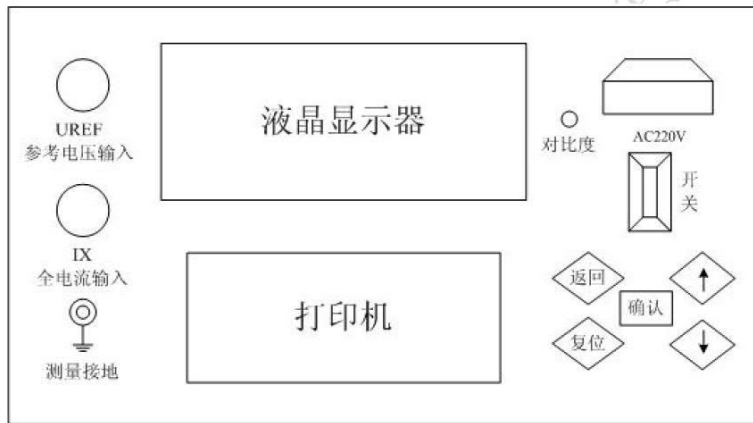 UREF
参考电压输入
IX
全电流输入
测量接地
液晶显示器
打印机
对比度
AC220V
开
关
返回
确认
复位